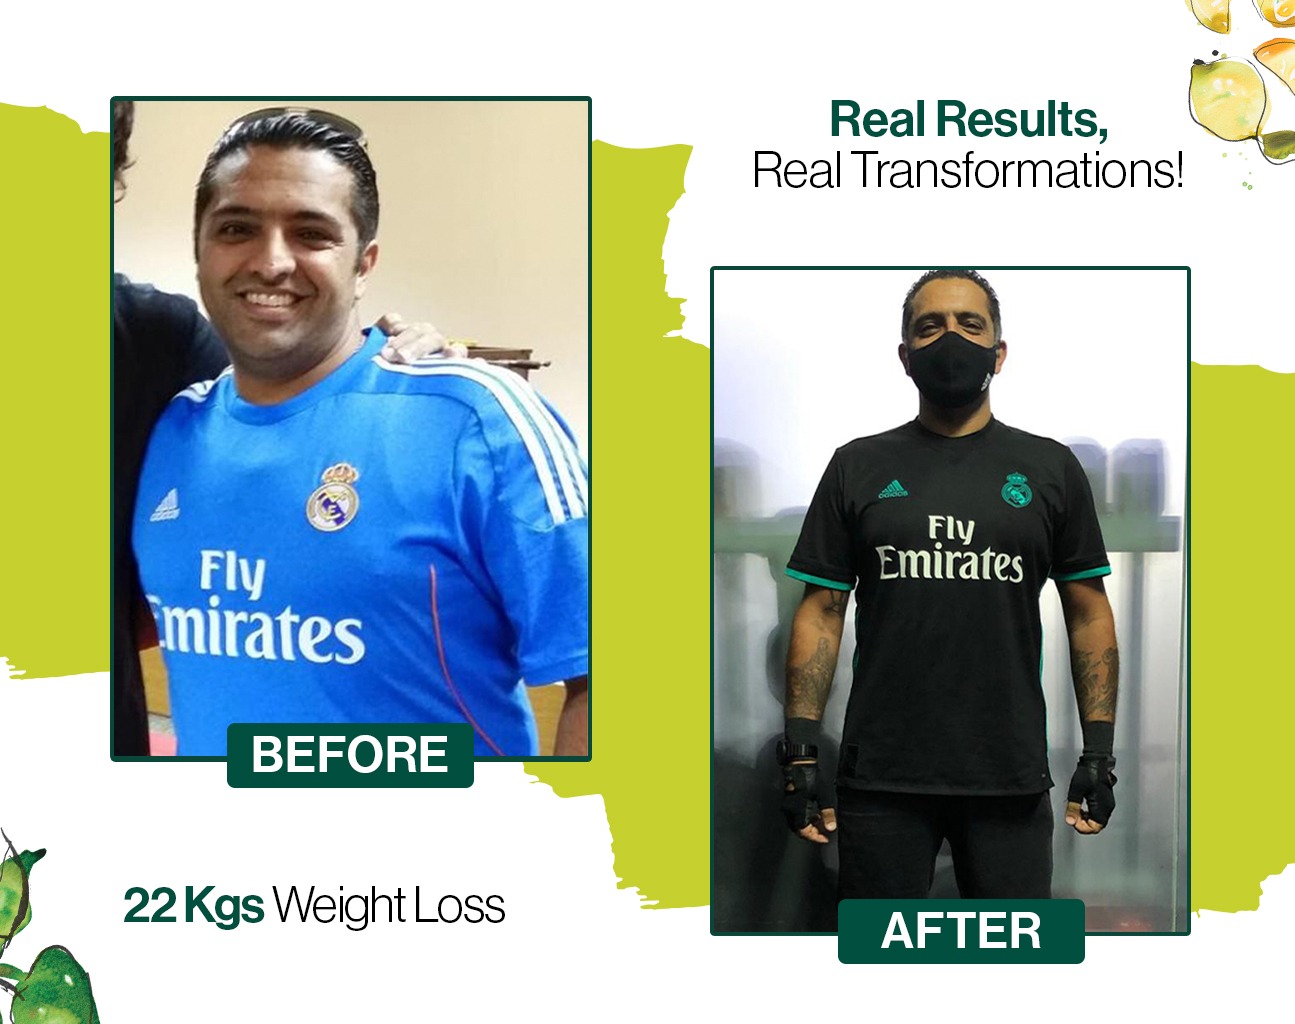 Real Results,
Real Transformations!
adidas
Fly
Emirates
BEFORE
adidas
Fly
Emirates
AFTER
22 Kgs Weight Loss